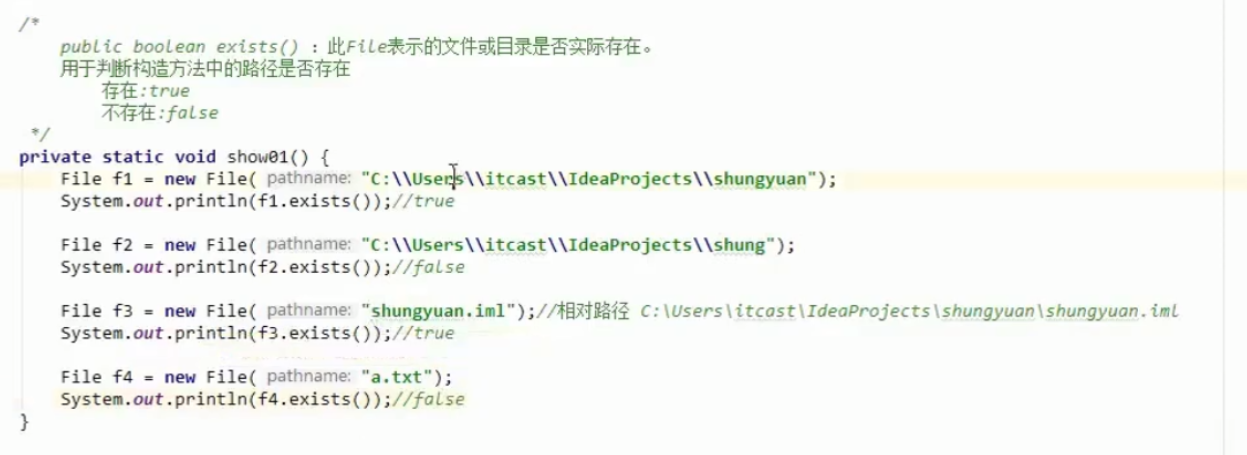 /*
public boolean exists() ：此File表示的文件或目录是否实际存在。
用于判断构造方法中的路径是否存在
存在:true
不存在:false
*/
private static void show01() {
File f1 = new File( pathname: "C:\\Users\\itcast\\IdeaProjects\\shungyuan");
System.out.println(f1.exists());//true
File f2 = new File( pathname: "C:\\Users\\itcast\\IdeaProjects\\shung");
System.out.println(f2.exists());//false
File f3 = new File( pathname: "shungyuan.iml");//相对路径 C:\Users\itcast\IdeaProjects\shungyuan\shungyuan.iml
System.out.println(f3.exists());//true
File f4 = new File( pathname: "a.txt");
System.out.println(f4.exists());//false
}